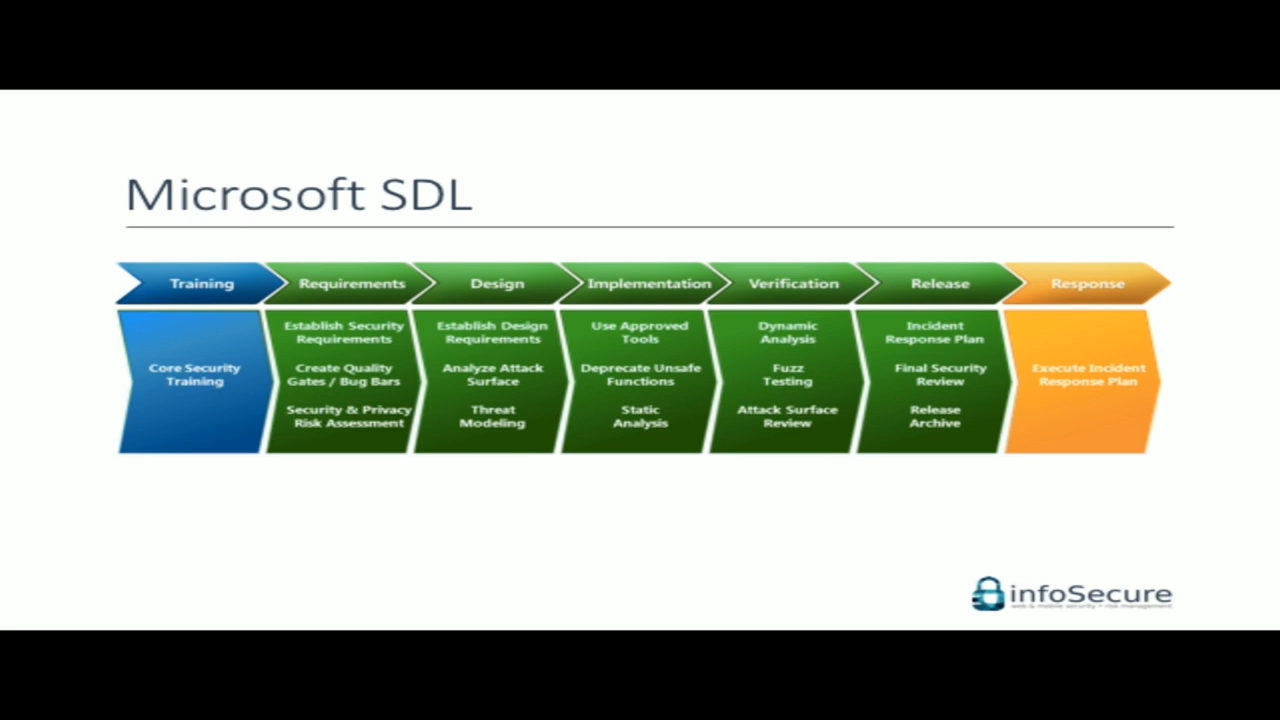 Microsoft SDL
Training
Requirements
Design
Implementation
Verification
Release
Response
Core Security
Training
Establish Security
Requirements
Create Quality
Gates / Bug Bars
Security & Privacy
Risk Assessment
Establish Design
Requirements
Analyze Attack
Surface
Threat
Modeling
Use Approved
Tools
Deprecate Unsafe
Functions
Static
Analysis
Dynamic
Analysis
Fuzz
Testing
Attack Surface
Review
Incident
Response Plan
Final Security
Review
Release
Archive
Execute Incident
Response Plan
infoSecure
web & mobile security • risk management